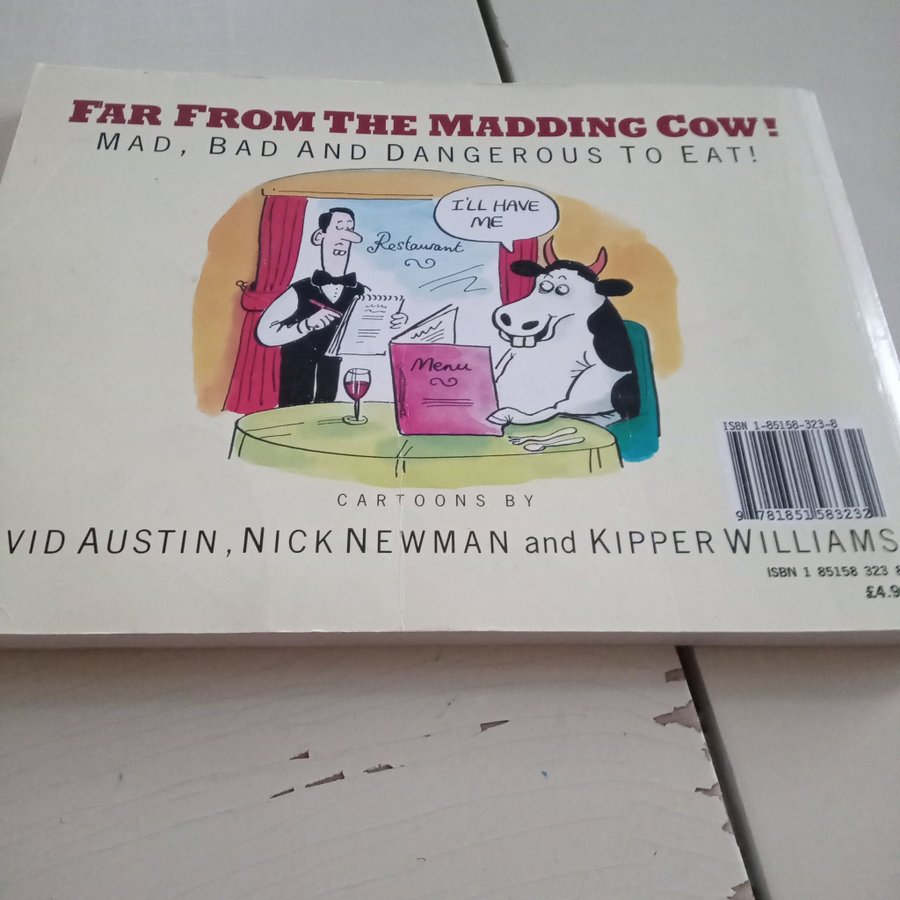 FAR FROM THE MADDING COW!
MAD, BAD AND DANGEROUS TO EAT!
I'LL HAVE
ME
Restaurant
Menu
CARTOONS BY
VID AUSTIN, NICK NEWMAN and KIPPER WILLIAMS
ISBN 1-85158-323-8
9 781851 583232
ISBN 1 85158 323 8
£4.9